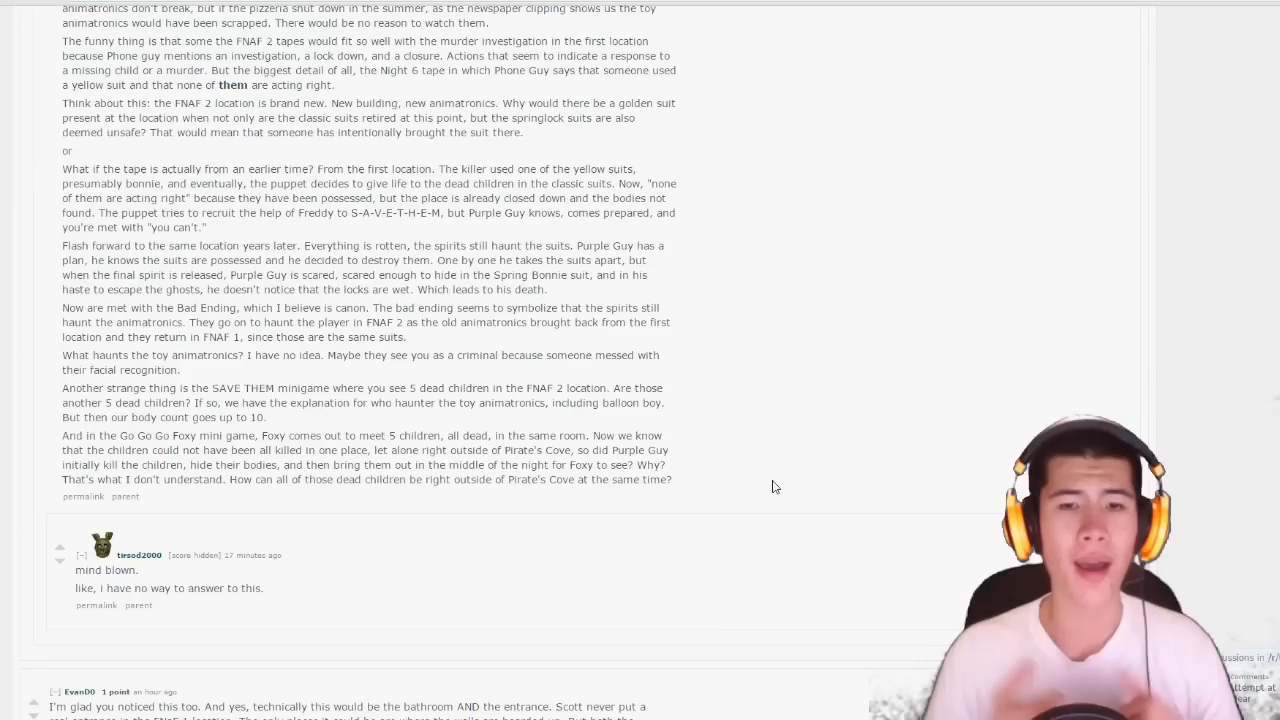 animatronics don't break, but if the pizzeria shut down in the summer, as the newspaper clipping shows us the toy
animatronics would have been scrapped. There would be no reason to watch them.
The funny thing is that some the FNAF 2 tapes would fit so well with the murder investigation in the first location
because Phone guy mentions an investigation, a lock down, and a closure. Actions that seem to indicate a response to
a missing child or a murder. But the biggest detail of all, the Night 6 tape in which Phone Guy says that someone used
a yellow suit and that none of them are acting right.
Think about this: the FNAF 2 location is brand new. New building, new animatronics. Why would there be a golden suit
present at the location when not only are the classic suits retired at this point, but the springlock suits are also
deemed unsafe? That would mean that someone has intentionally brought the suit there.
or
What if the tape is actually from an earlier time? From the first location. The killer used one of the yellow suits,
presumably bonnie, and eventually, the puppet decides to give life to the dead children in the classic suits. Now, "none
of them are acting right" because they have been possessed, but the place is already closed down and the bodies not
found. The puppet tries to recruit the help of Freddy to S-A-V-E-T-H-E-M, but Purple Guy knows, comes prepared, and
you're met with "you can't."
Flash forward to the same location years later. Everything is rotten, the spirits still haunt the suits. Purple Guy has a
plan, he knows the suits are possessed and he decided to destroy them. One by one he takes the suits apart, but
when the final spirit is released, Purple Guy is scared, scared enough to hide in the Spring Bonnie suit, and in his
haste to escape the ghosts, he doesn't notice that the locks are wet. Which leads to his death.
Now are met with the Bad Ending, which I believe is canon. The bad ending seems to symbolize that the spirits still
haunt the animatronics. They go on to haunt the player in FNAF 2 as the old animatronics brought back from the first
location and they return in FNAF 1, since those are the same suits.
What haunts the toy animatronics? I have no idea. Maybe they see you as a criminal because someone messed with
their facial recognition.
Another strange thing is the SAVE THEM minigame where you see 5 dead children in the FNAF 2 location. Are those
another 5 dead children? If so, we have the explanation for who haunter the toy animatronics, including balloon boy.
But then our body count goes up to 10.
And in the Go Go Go Foxy mini game, Foxy comes out to meet 5 children, all dead, in the same room. Now we know
that the children could not have been all killed in one place, let alone right outside of Pirate's Cove, so did Purple Guy
initially kill the children, hide their bodies, and then bring them out in the middle of the night for Foxy to see? Why?
That's what I don't understand. How can all of those dead children be right outside of Pirate's Cove at the same time?
permalink parent
[–] tirsod2000 [score hidden] 17 minutes ago
mind blown.
like, i have no way to answer to this.
permalink parent
ussions in /r/
comments
ttempt at
lear
[–] EvanD0 1 point an hour ago
I'm glad you noticed this too. And yes, technically this would be the bathroom AND the entrance. Scott never put a
real entrance in the FNAF 1 location. The only places it could be are where the walls are boarded up. But both the